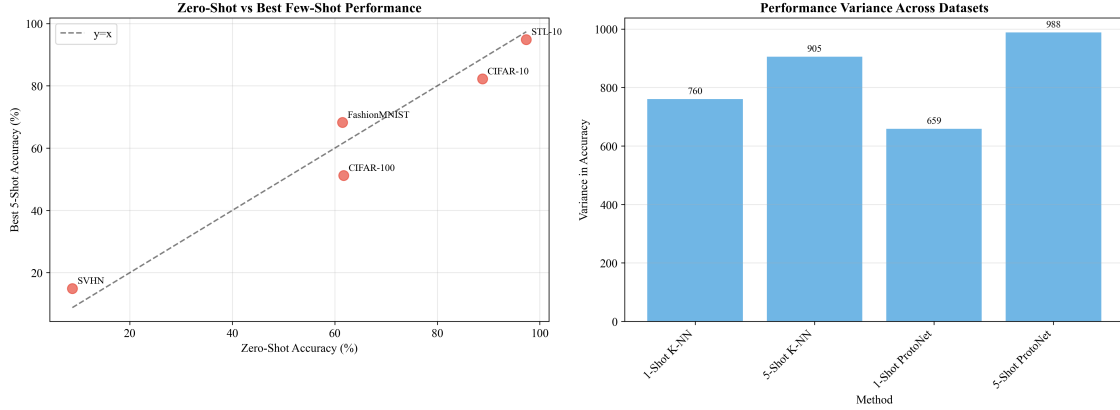 Zero-Shot vs Best Few-Shot Performance
y=x
STL-10
CIFAR-10
FashionMNIST
CIFAR-100
SVHN
100
80
60
40
20
Best 5-Shot Accuracy (%)
20
40
60
80
100
Zero-Shot Accuracy (%)
Performance Variance Across Datasets
988
905
760
659
1000
800
600
400
200
0
Variance in Accuracy
1-Shot K-NN
5-Shot K-NN
1-Shot ProtoNet
5-Shot ProtoNet
Method